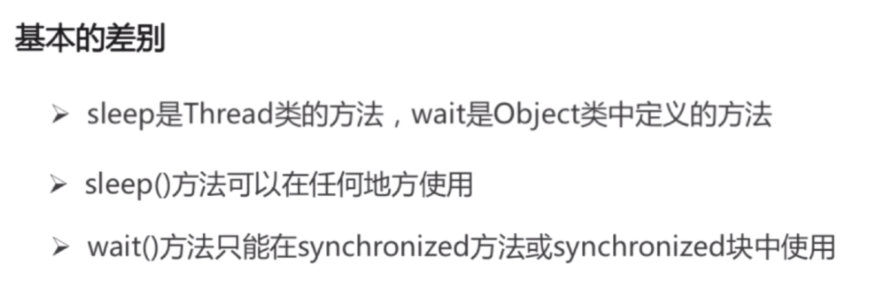 基本的差别
➢ sleep是Thread类的方法，wait是Object类中定义的方法
➢ sleep()方法可以在任何地方使用
➢ wait()方法只能在synchronized方法或synchronized块中使用